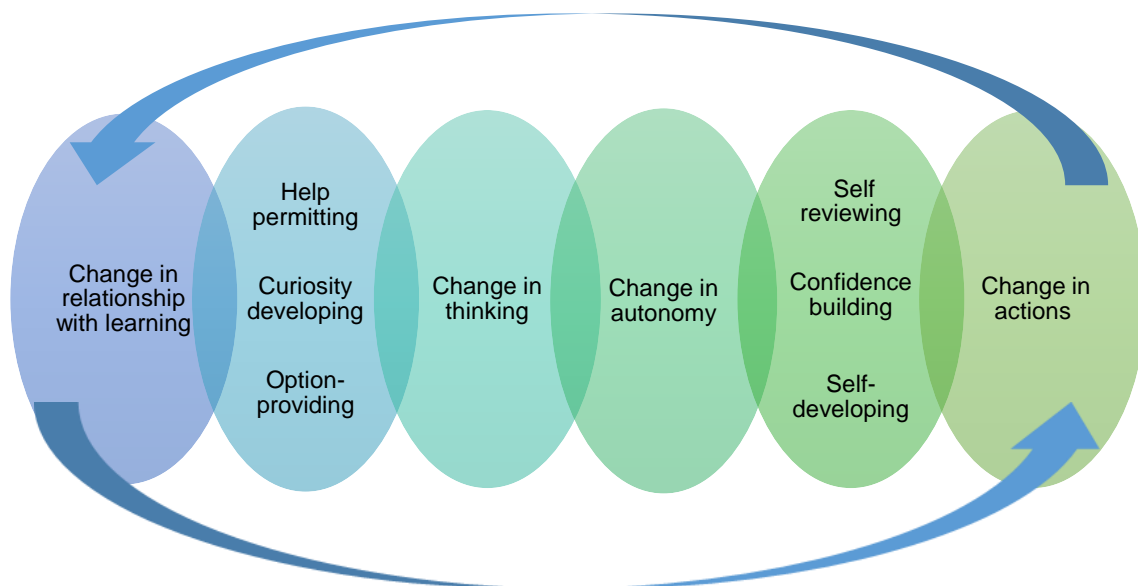 Change in
relationship
with learning
Help
permitting
Curiosity
developing
Option-
providing
Change in
thinking
Change in
autonomy
Self
reviewing
Confidence
building
Self-
developing
Change in
actions